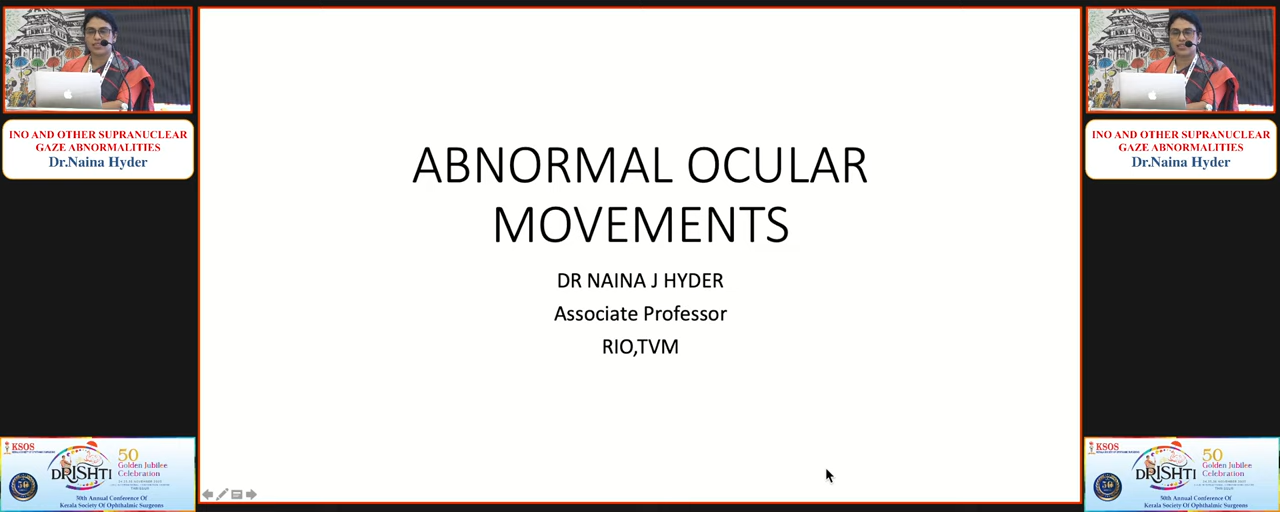 INO AND OTHER SUPRANUCLEAR
GAZE ABNORMALITIES
Dr.Naina Hyder
KSOS
50
Golden Jubilee
Celebration
DRISHTI
50th Annual Conference Of
Kerala Society Of Ophthalmic Surgeons
ABNORMAL OCULAR
MOVEMENTS
DR NAINA J HYDER
Associate Professor
RIO,TVM
INO AND OTHER SUPRANUCLEAR
GAZE ABNORMALITIES
Dr.Naina Hyder
KSOS
50
Golden Jubilee
Celebration
DRISHTI
50th Annual Conference Of
Kerala Society Of Ophthalmic Surgeons